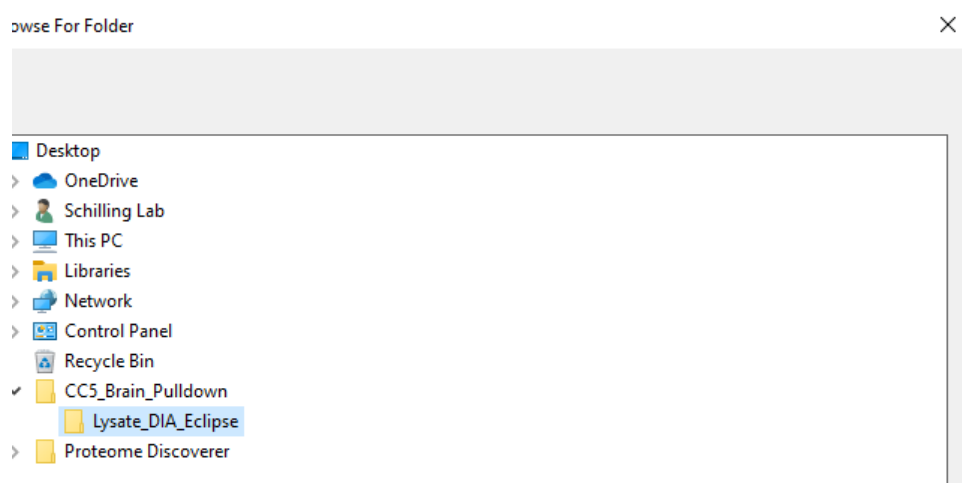 owse For Folder
Desktop
OneDrive
Schilling Lab
This PC
Libraries
Network
Control Panel
Recycle Bin
CC5_Brain_Pulldown
Lysate_DIA_Eclipse
Proteome Discoverer